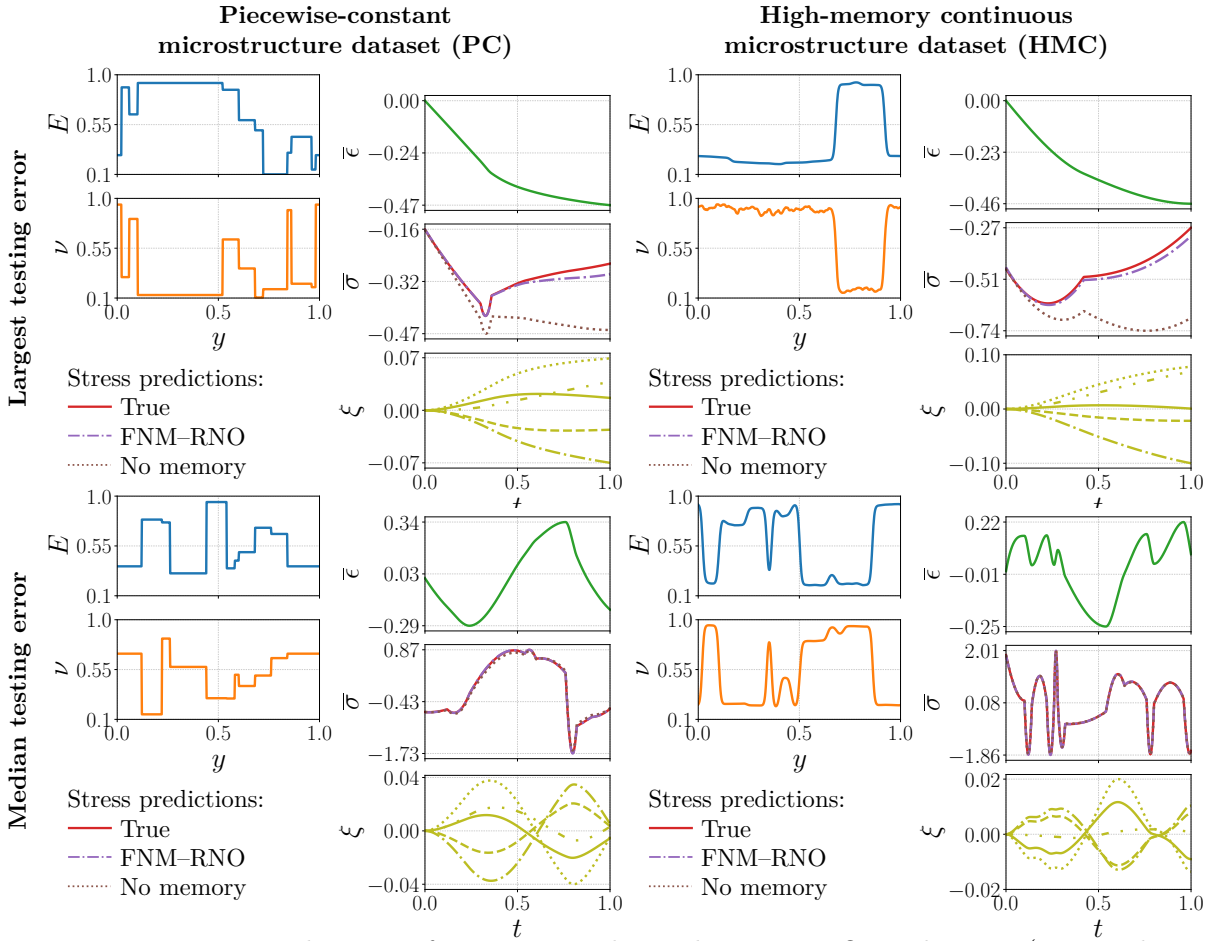 Piecewise-constant
microstructure dataset (PC)
High-memory continuous
microstructure dataset (HMC)
Largest testing error
1.0
E 0.55
0.1
1.0
ν 0.55
0.1
0.0 0.5 1.0
y
0.00
ϵ̅ −0.24
−0.47
−0.16
σ̅ −0.32
−0.47
0.07
ξ 0.00
−0.07
0.0 0.5 1.0
t
Stress predictions:
True
FNM–RNO
No memory
1.0
E 0.55
0.1
1.0
ν 0.55
0.1
0.0 0.5 1.0
y
0.00
ϵ̅ −0.23
−0.46
−0.27
σ̅ −0.51
−0.74
0.10
ξ 0.00
−0.10
0.0 0.5 1.0
t
Stress predictions:
True
FNM–RNO
No memory
Median testing error
1.0
E 0.55
0.1
1.0
ν 0.55
0.1
0.0 0.5 1.0
y
0.34
ϵ̅ 0.03
−0.29
0.87
σ̅ −0.43
−1.73
0.04
ξ 0.00
−0.04
0.0 0.5 1.0
t
Stress predictions:
True
FNM–RNO
No memory
1.0
E 0.55
0.1
1.0
ν 0.55
0.1
0.0 0.5 1.0
y
0.22
ϵ̅ −0.01
−0.25
2.01
σ̅ 0.08
−1.86
0.02
ξ 0.00
−0.02
0.0 0.5 1.0
t
Stress predictions:
True
FNM–RNO
No memory